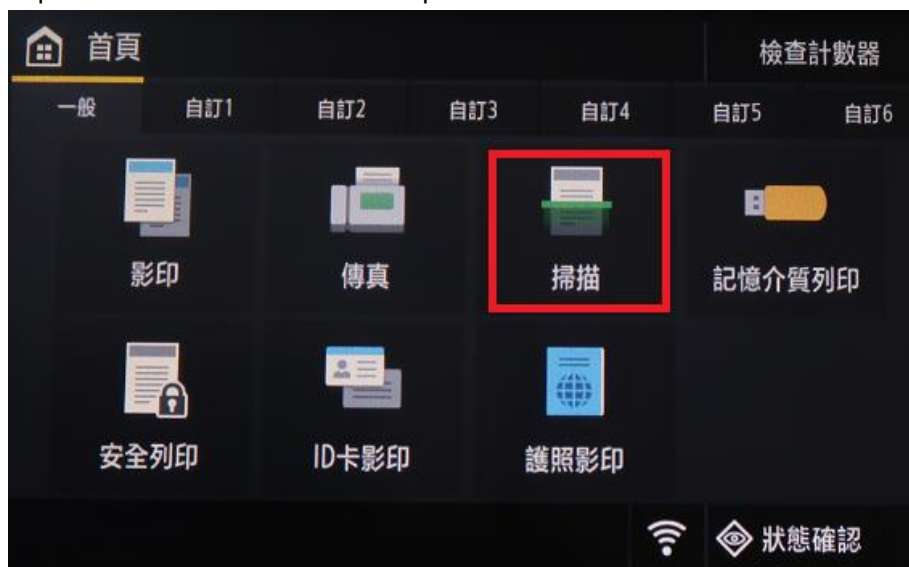 首頁
檢查計數器
一般 自訂1 自訂2 自訂3 自訂4 自訂5 自訂6
影印 傳真 掃描 記憶介質列印
安全列印 ID卡影印 護照影印
狀態確認